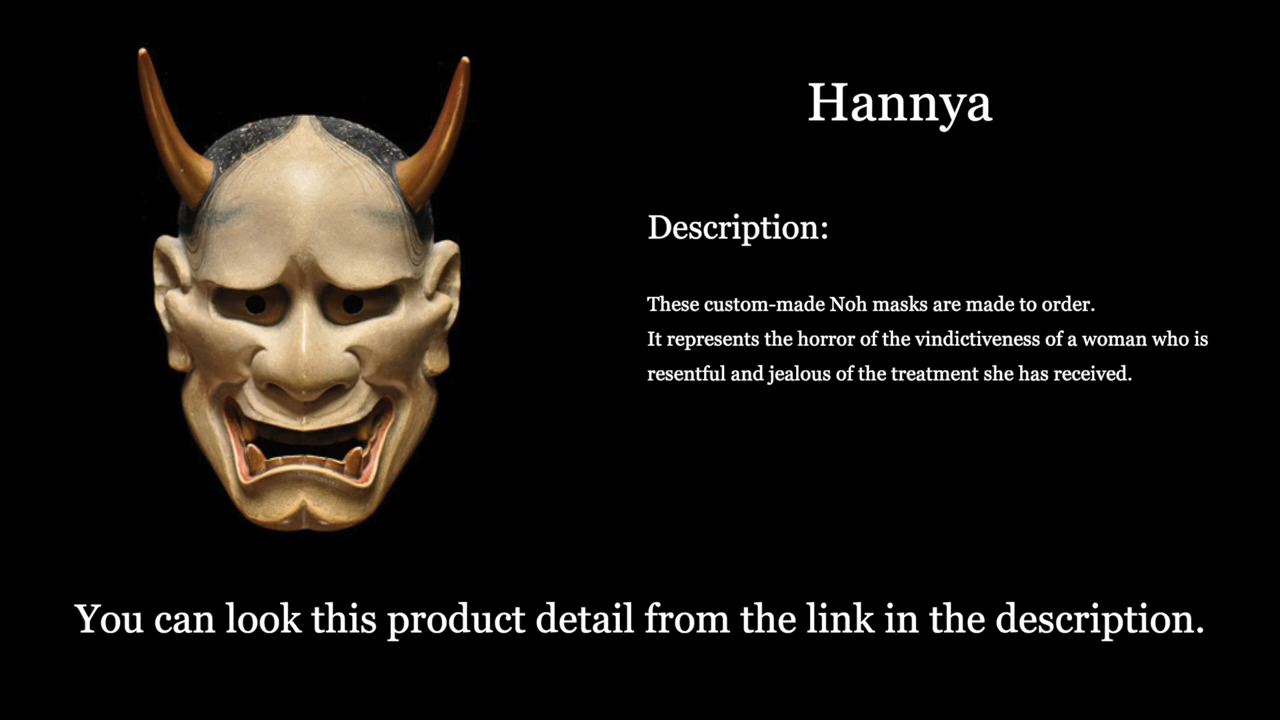 Hannya
Description:
These custom-made Noh masks are made to order.
It represents the horror of the vindictiveness of a woman who is
resentful and jealous of the treatment she has received.
You can look this product detail from the link in the description.